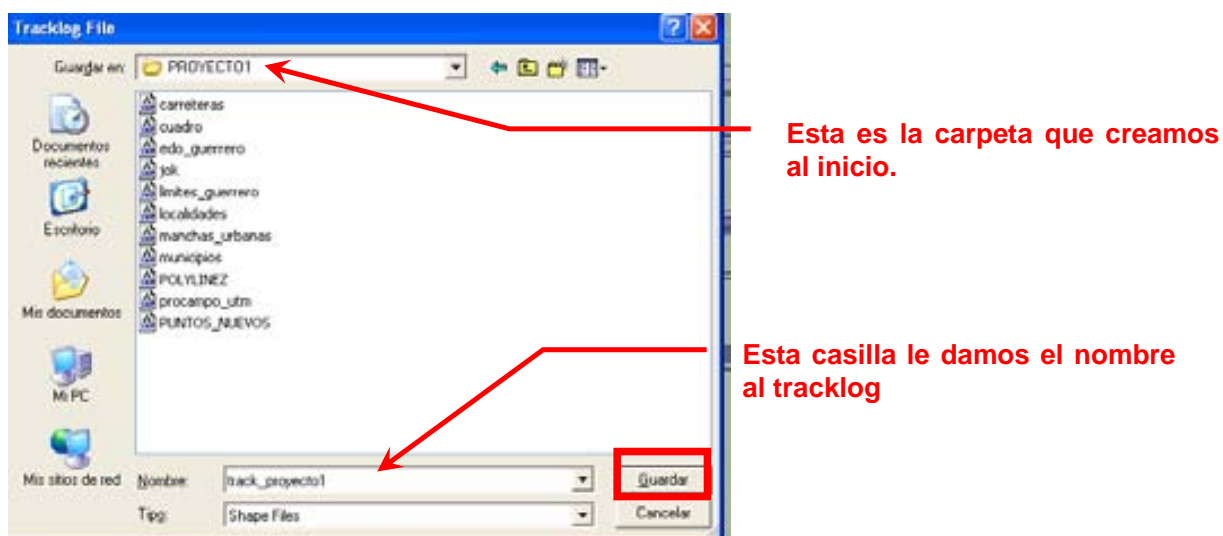 Tracklog File
Guardar en: PROYECTO1
Documentos recientes
Escritorio
Mis documentos
Mi PC
Mis sitios de red
carreteras
cuadro
edo_guerrero
jok
limites_guerrero
localidades
manchas_urbanas
municipios
POLYLINEZ
procampo_utm
PUNTOS_NUEVOS
Nombre: track_proyecto1
Guardar
Tipo: Shape Files
Cancelar
Esta es la carpeta que creamos
al inicio.
Esta casilla le damos el nombre
al tracklog